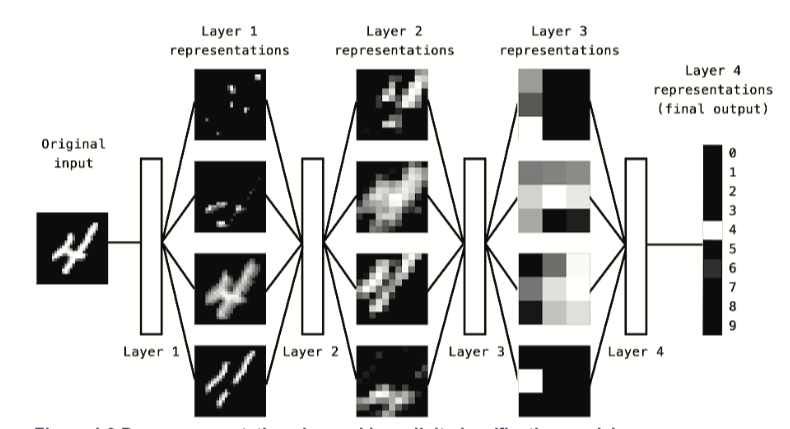 Layer 1
representations
Layer 2
representations
Layer 3
representations
Layer 4
representations
(final output)
Original
input
0
1
2
3
4
5
6
7
8
9
Layer 1
Layer 2
Layer 3
Layer 4